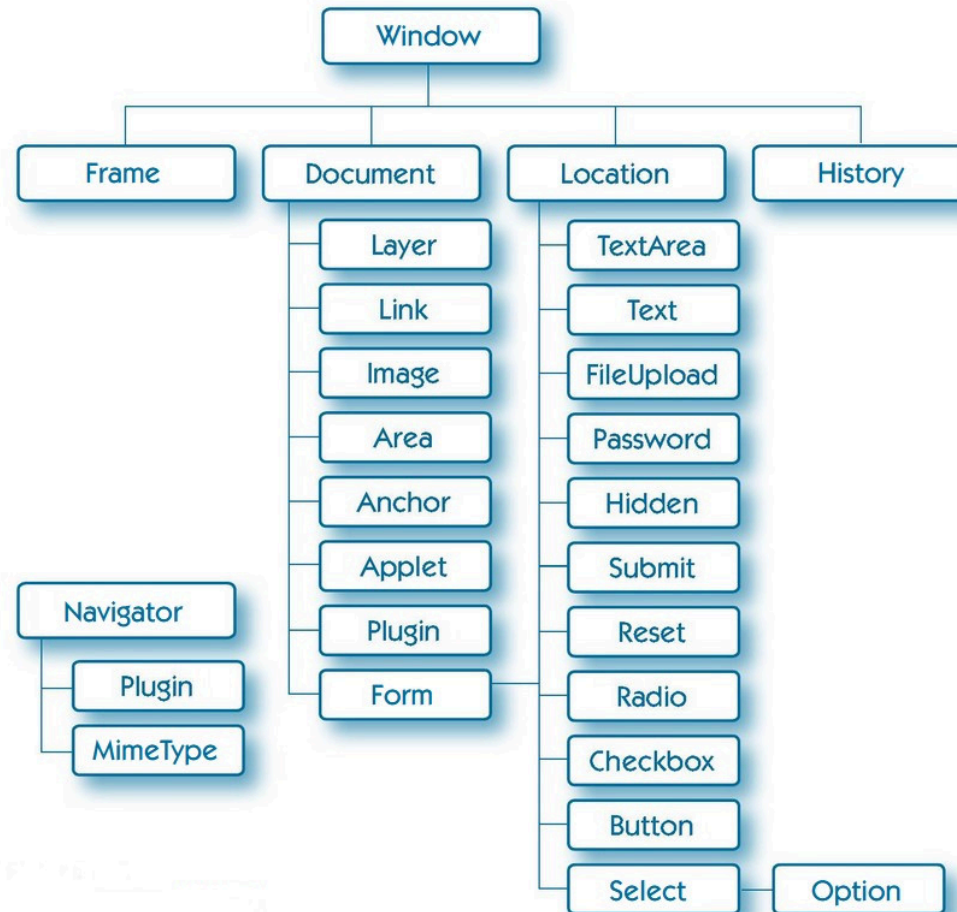 Window
Frame
Document
Location
History
Layer
Link
Image
Area
Anchor
Applet
Plugin
Form
TextArea
Text
FileUpload
Password
Hidden
Submit
Reset
Radio
Checkbox
Button
Select
Option
Navigator
Plugin
MimeType